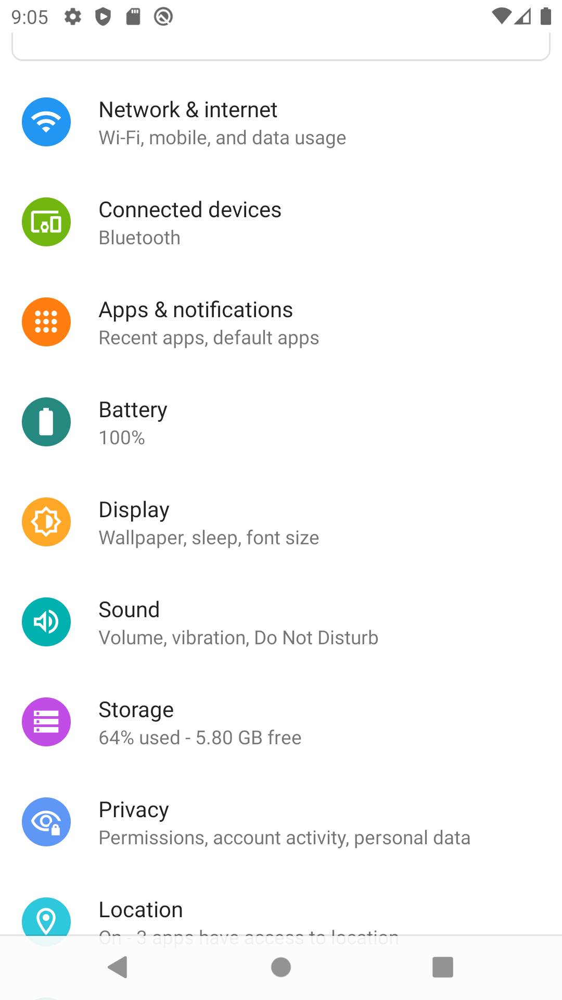 9:05
Network & internet
Wi-Fi, mobile, and data usage
Connected devices
Bluetooth
Apps & notifications
Recent apps, default apps
Battery
100%
Display
Wallpaper, sleep, font size
Sound
Volume, vibration, Do Not Disturb
Storage
64% used - 5.80 GB free
Privacy
Permissions, account activity, personal data
Location
On - 3 apps have access to location